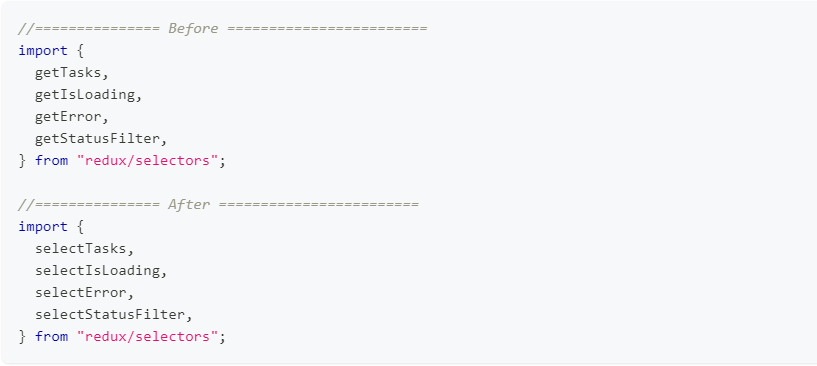 //=============== Before ========================
import {
  getTasks,
  getIsLoading,
  getError,
  getStatusFilter,
} from "redux/selectors";

//=============== After ========================
import {
  selectTasks,
  selectIsLoading,
  selectError,
  selectStatusFilter,
} from "redux/selectors";